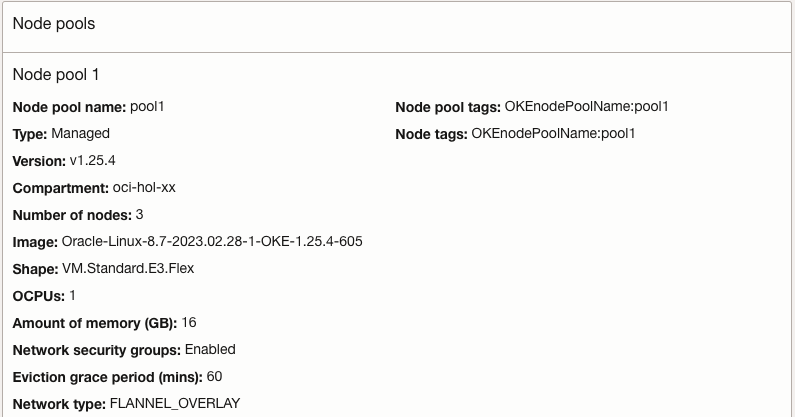 Node pools
Node pool 1
Node pool name: pool1
Node pool tags: OKEnodePoolName:pool1
Type: Managed
Node tags: OKEnodePoolName:pool1
Version: v1.25.4
Compartment: oci-hol-xx
Number of nodes: 3
Image: Oracle-Linux-8.7-2023.02.28-1-OKE-1.25.4-605
Shape: VM.Standard.E3.Flex
OCPUs: 1
Amount of memory (GB): 16
Network security groups: Enabled
Eviction grace period (mins): 60
Network type: FLANNEL_OVERLAY